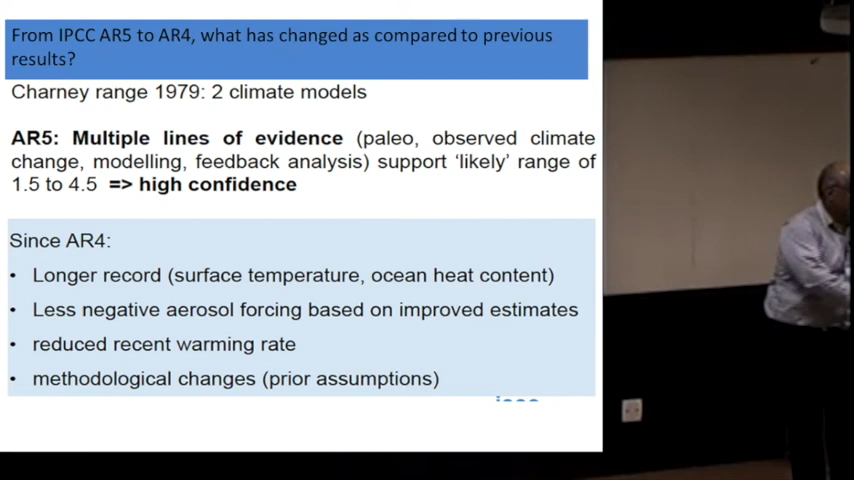 From IPCC AR5 to AR4, what has changed as compared to previous
results?
Charney range 1979: 2 climate models
AR5: Multiple lines of evidence (paleo, observed climate
change, modelling, feedback analysis) support ‘likely’ range of
1.5 to 4.5 => high confidence
Since AR4:
• Longer record (surface temperature, ocean heat content)
• Less negative aerosol forcing based on improved estimates
• reduced recent warming rate
• methodological changes (prior assumptions)